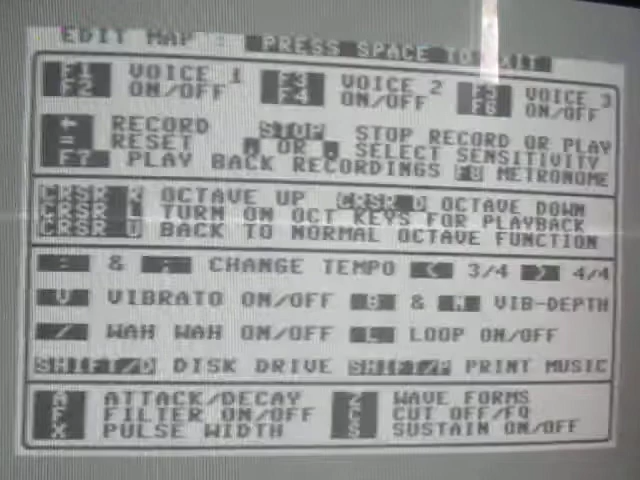 EDIT MAP : PRESS SPACE TO EXIT
F1 VOICE 1 F3 VOICE 2 F5 VOICE 3
F2 ON/OFF F4 ON/OFF F6 ON/OFF
+ RECORD STOP STOP RECORD OR PLAY
= RESET , OR . SELECT SENSITIVITY
F7 PLAY BACK RECORDINGS F8 METRONOME
CRSR R OCTAVE UP CRSR D OCTAVE DOWN
CRSR L TURN ON OCT KEYS FOR PLAYBACK
CRSR U BACK TO NORMAL OCTAVE FUNCTION
: & ; CHANGE TEMPO < 3/4 > 4/4
V VIBRATO ON/OFF B & N VIB-DEPTH
/ WAH WAH ON/OFF L LOOP ON/OFF
SHIFT/D DISK DRIVE SHIFT/P PRINT MUSIC
A ATTACK/DECAY Z WAVE FORMS
F FILTER ON/OFF C CUT OFF/FQ
X PULSE WIDTH S SUSTAIN ON/OFF